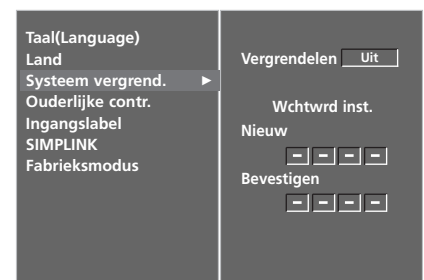 Taal(Language)
Land
Systeem vergrend. ►
Ouderlijke contr.
Ingangslabel
SIMPLINK
Fabrieksmodus
Vergrendelen Uit
Wchtwrd inst.
Nieuw
– – – –
Bevestigen
– – – –